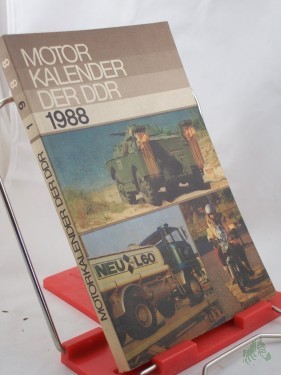 MOTOR
KALENDER
DER DDR
1988
NEU L60
MOTORKALENDER DER DDR
1988